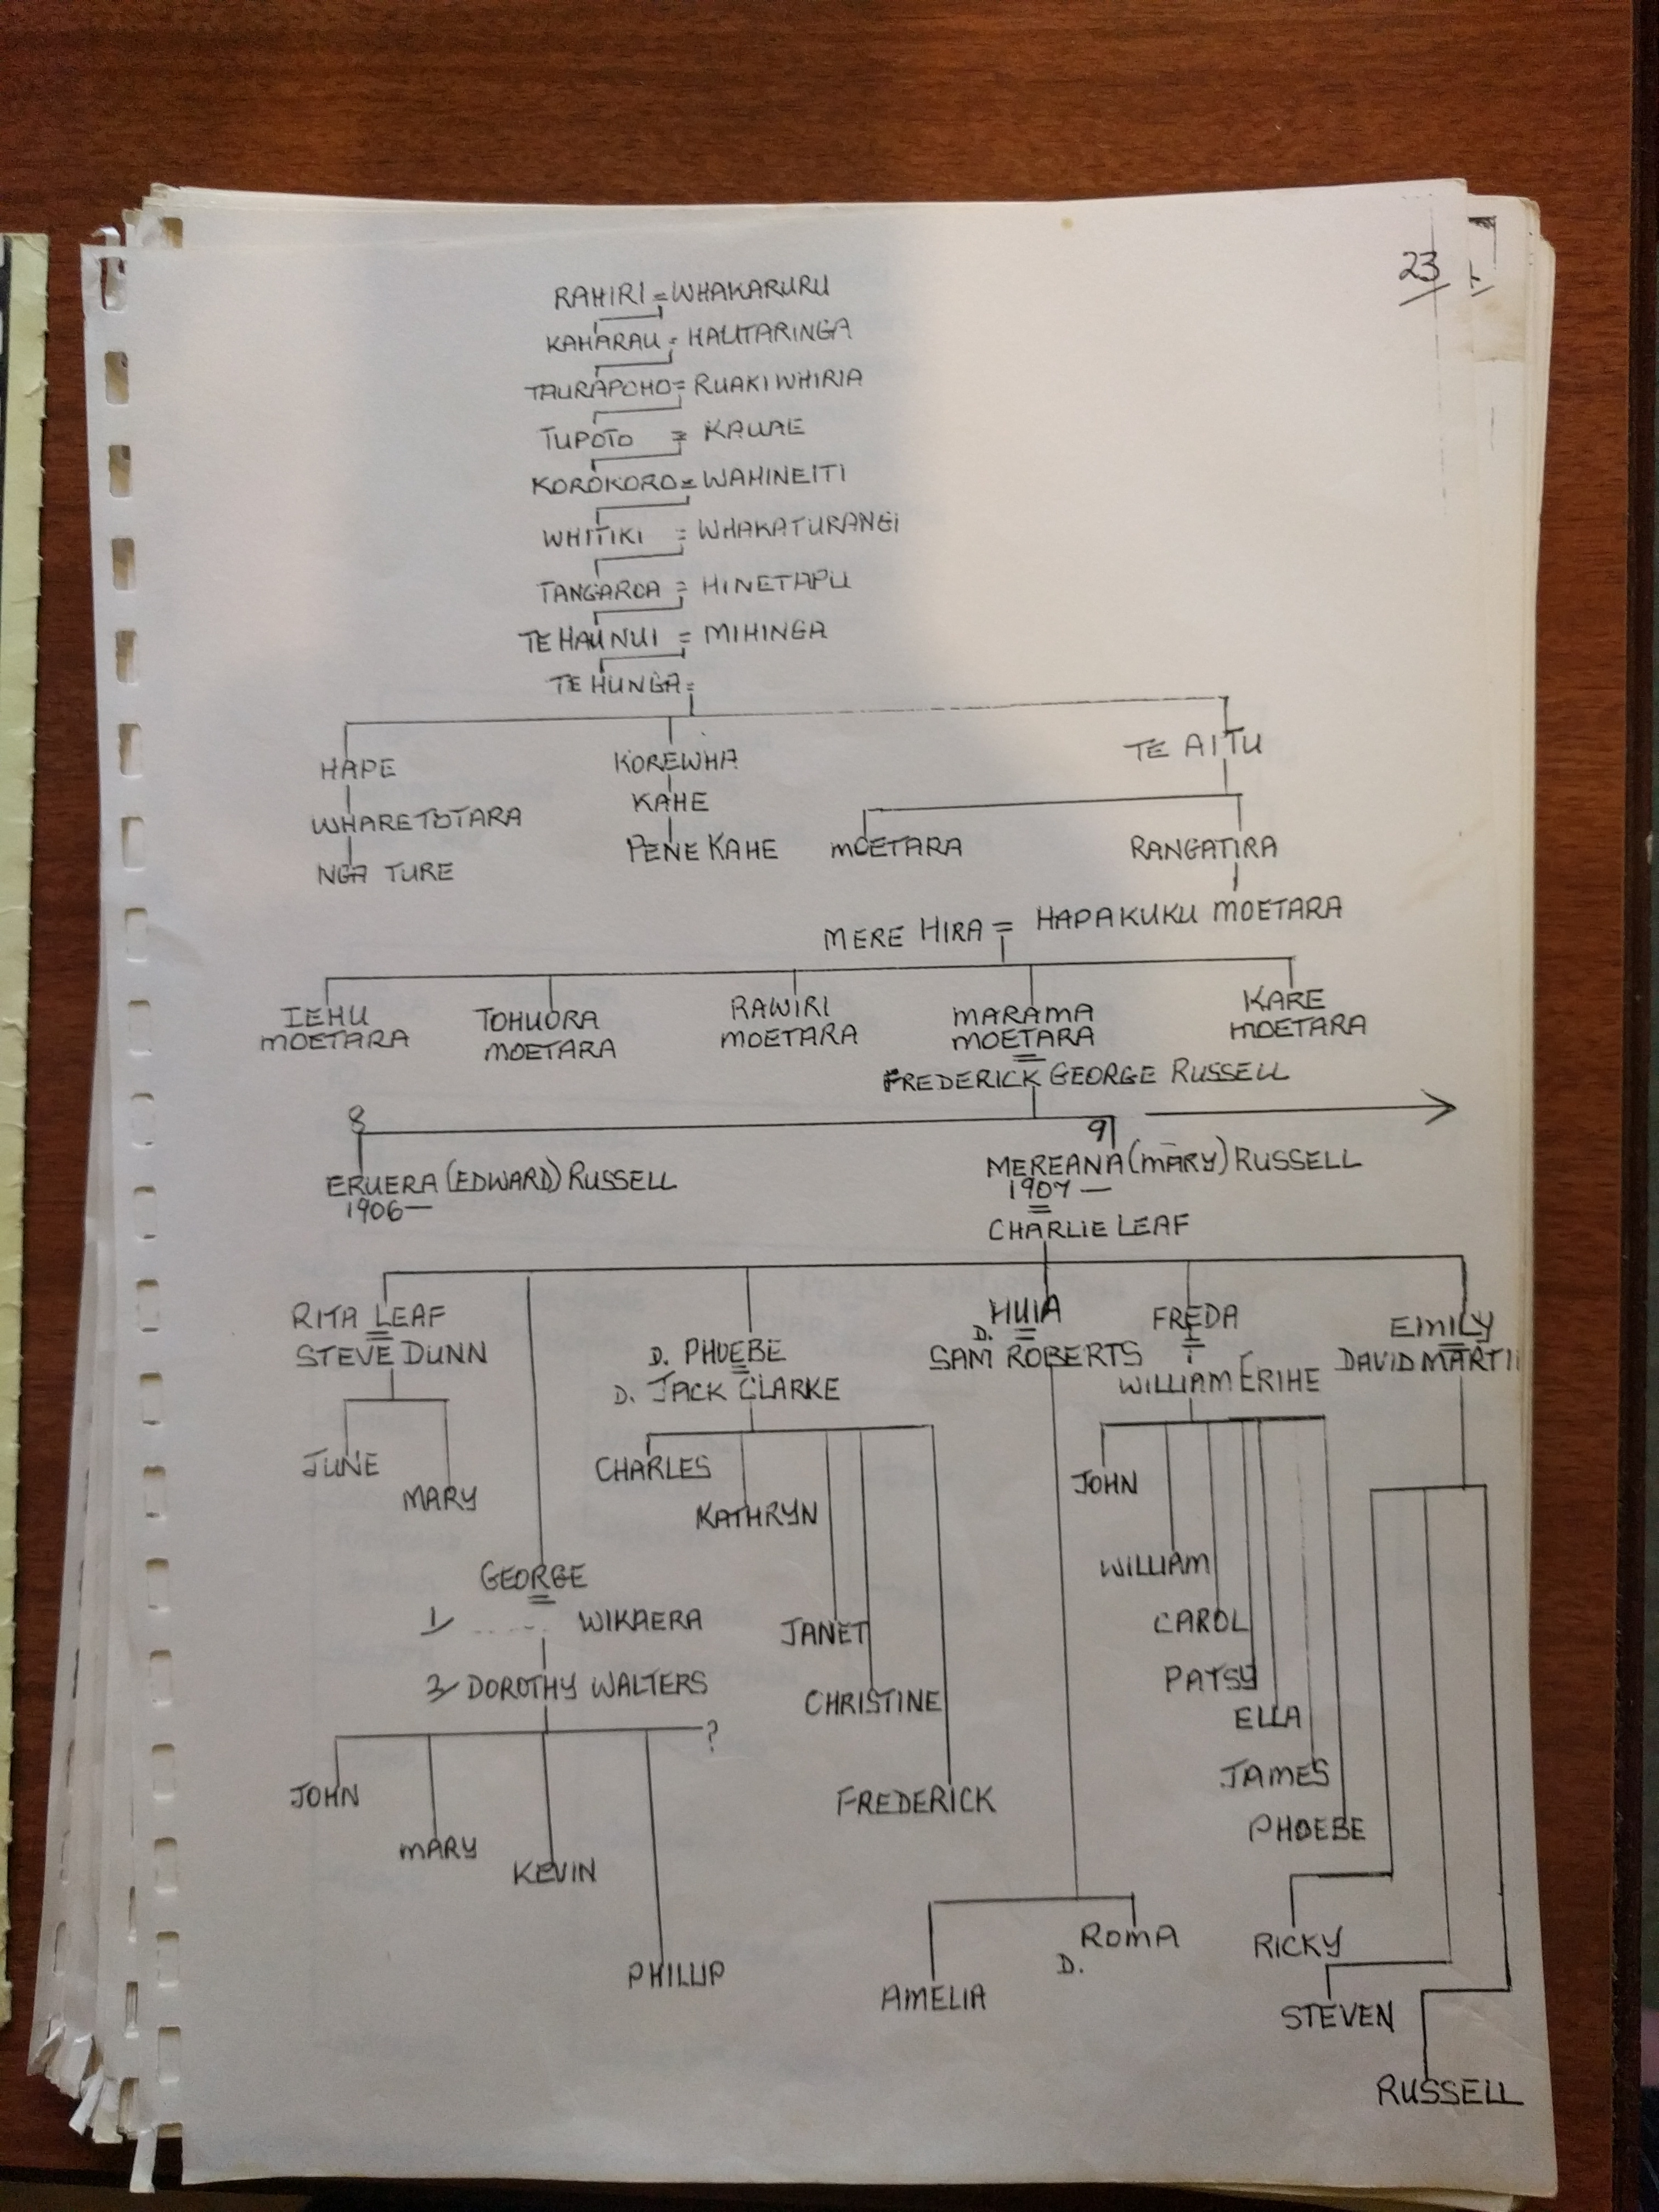 23
RAHIRI = WHAKARURU
KAHARAU = HAUTARINGA
TAURAPOHO = RUAKIWHIRIA
TUPOTO = KAUAE
KOROKORO = WAHINEITI
WHITIKI = WHAKATURANGI
TANGAROA = HINETAPU
TE HAUNUI = MIHINGA
TE HUNGA =
HAPE KOREWHA TE AITU
WHARETOTARA KAHE
NGA TURE PENE KAHE MOETARA RANGATIRA
MERE HIRA = HAPAKUKU MOETARA
IEHU TOHUORA RAWIRI MARAMA KARE
MOETARA MOETARA MOETARA MOETARA MOETARA
=
FREDERICK GEORGE RUSSELL
8 9
ERUERA (EDWARD) RUSSELL MEREANA (MARY) RUSSELL
1906— 1907—
=
CHARLIE LEAF
RITA LEAF D. PHOEBE D. HUIA FREDA EMILY
= = = = =
STEVE DUNN D. JACK CLARKE SAM ROBERTS WILLIAM ERIHE DAVID
JUNE CHARLES JOHN
MARY KATHRYN
GEORGE WILLIAM
=
1/ ..... WIKAERA JANET CAROL
2/ DOROTHY WALTERS CHRISTINE PATSY
? ELLA
JOHN FREDERICK JAMES
MARY PHOEBE
KEVIN
ROMA RICKY
D.
PHILLIP AMELIA STEVEN
RUSSELL